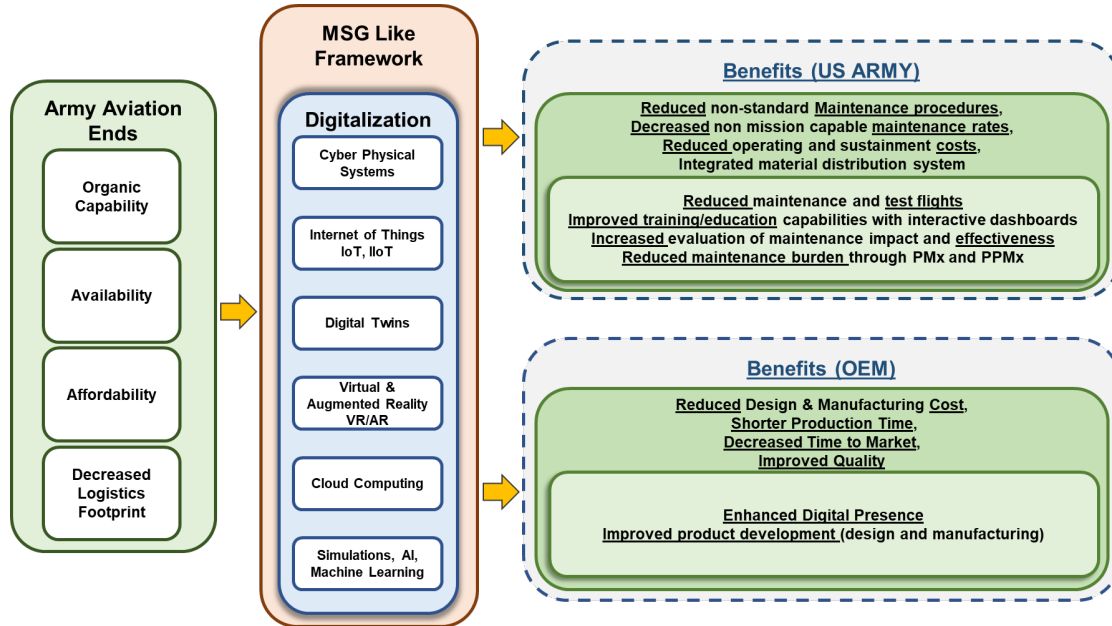 Army Aviation
Ends
Organic
Capability
Availability
Affordability
Decreased
Logistics
Footprint
MSG Like
Framework
Digitalization
Cyber Physical
Systems
Internet of Things
IoT, IIoT
Digital Twins
Virtual &
Augmented Reality
VR/AR
Cloud Computing
Simulations, AI,
Machine Learning
Benefits (US ARMY)
Reduced non-standard Maintenance procedures,
Decreased non mission capable maintenance rates,
Reduced operating and sustainment costs,
Integrated material distribution system
Reduced maintenance and test flights
Improved training/education capabilities with interactive dashboards
Increased evaluation of maintenance impact and effectiveness
Reduced maintenance burden through PMx and PPMx
Benefits (OEM)
Reduced Design & Manufacturing Cost,
Shorter Production Time,
Decreased Time to Market,
Improved Quality
Enhanced Digital Presence
Improved product development (design and manufacturing)